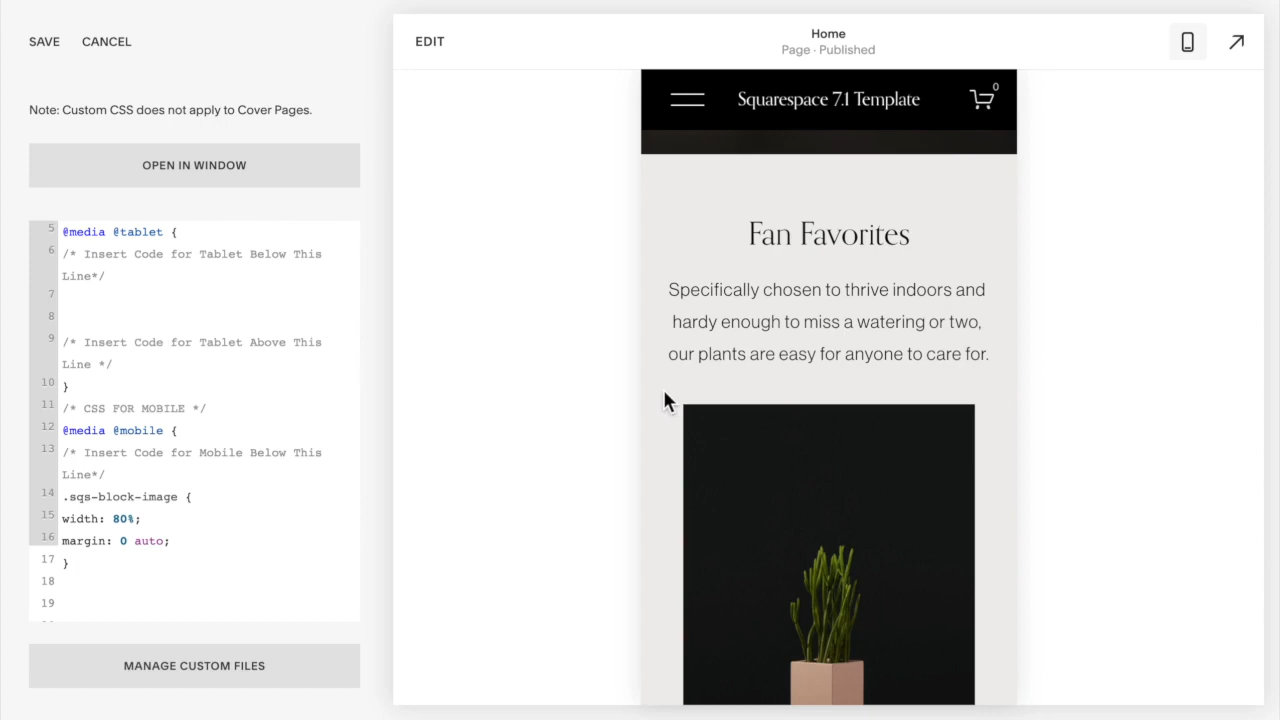 SAVE CANCEL
Note: Custom CSS does not apply to Cover Pages.
OPEN IN WINDOW
5 @media @tablet {
6 /* Insert Code for Tablet Below This
Line*/
7
8
9 /* Insert Code for Tablet Above This
Line */
10 }
11 /* CSS FOR MOBILE */
12 @media @mobile {
13 /* Insert Code for Mobile Below This
Line*/
14 .sqs-block-image {
15 width: 80%;
16 margin: 0 auto;
17 }
18
19
MANAGE CUSTOM FILES
EDIT
Home
Page · Published
Squarespace 7.1 Template
0
Fan Favorites
Specifically chosen to thrive indoors and
hardy enough to miss a watering or two,
our plants are easy for anyone to care for.